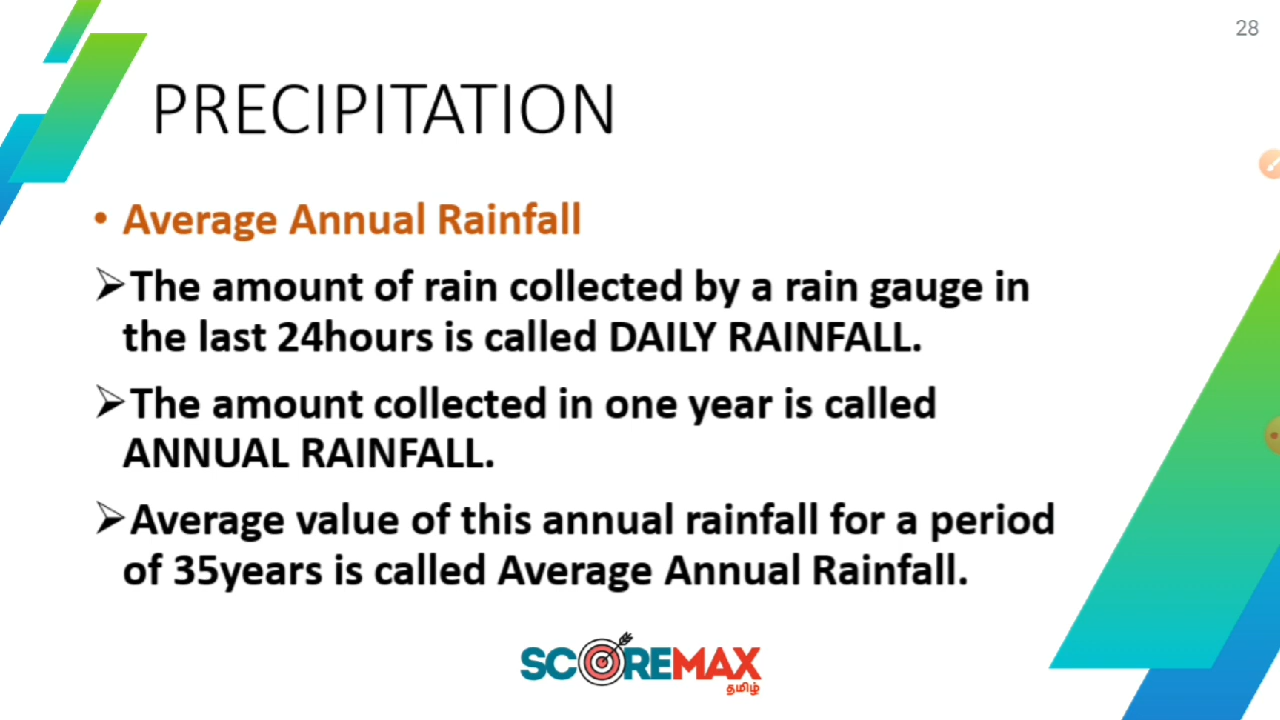 28
PRECIPITATION
• Average Annual Rainfall
➢The amount of rain collected by a rain gauge in
the last 24hours is called DAILY RAINFALL.
➢The amount collected in one year is called
ANNUAL RAINFALL.
➢Average value of this annual rainfall for a period
of 35years is called Average Annual Rainfall.
SCOREMAX
தமிழ்